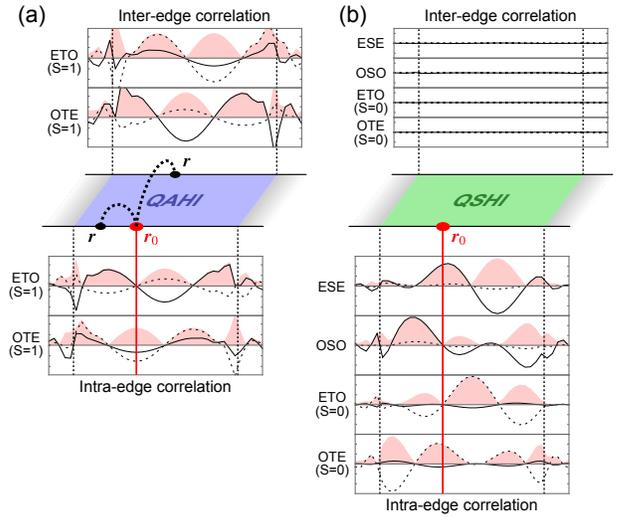 (a)
Inter-edge correlation
ETO
(S=1)
OTE
(S=1)
r
QAHI
r
r0
ETO
(S=1)
OTE
(S=1)
Intra-edge correlation
(b)
Inter-edge correlation
ESE
OSO
ETO
(S=0)
OTE
(S=0)
QSHI
r0
ESE
OSO
ETO
(S=0)
OTE
(S=0)
Intra-edge correlation